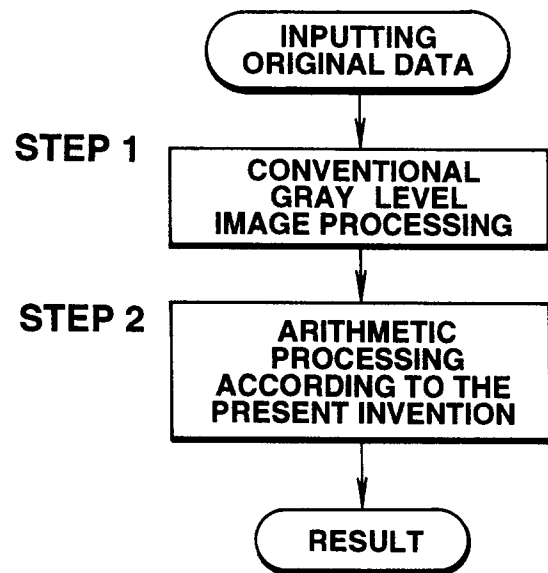 INPUTTING
ORIGINAL DATA
STEP 1
CONVENTIONAL
GRAY LEVEL
IMAGE PROCESSING
STEP 2
ARITHMETIC
PROCESSING
ACCORDING TO THE
PRESENT INVENTION
RESULT